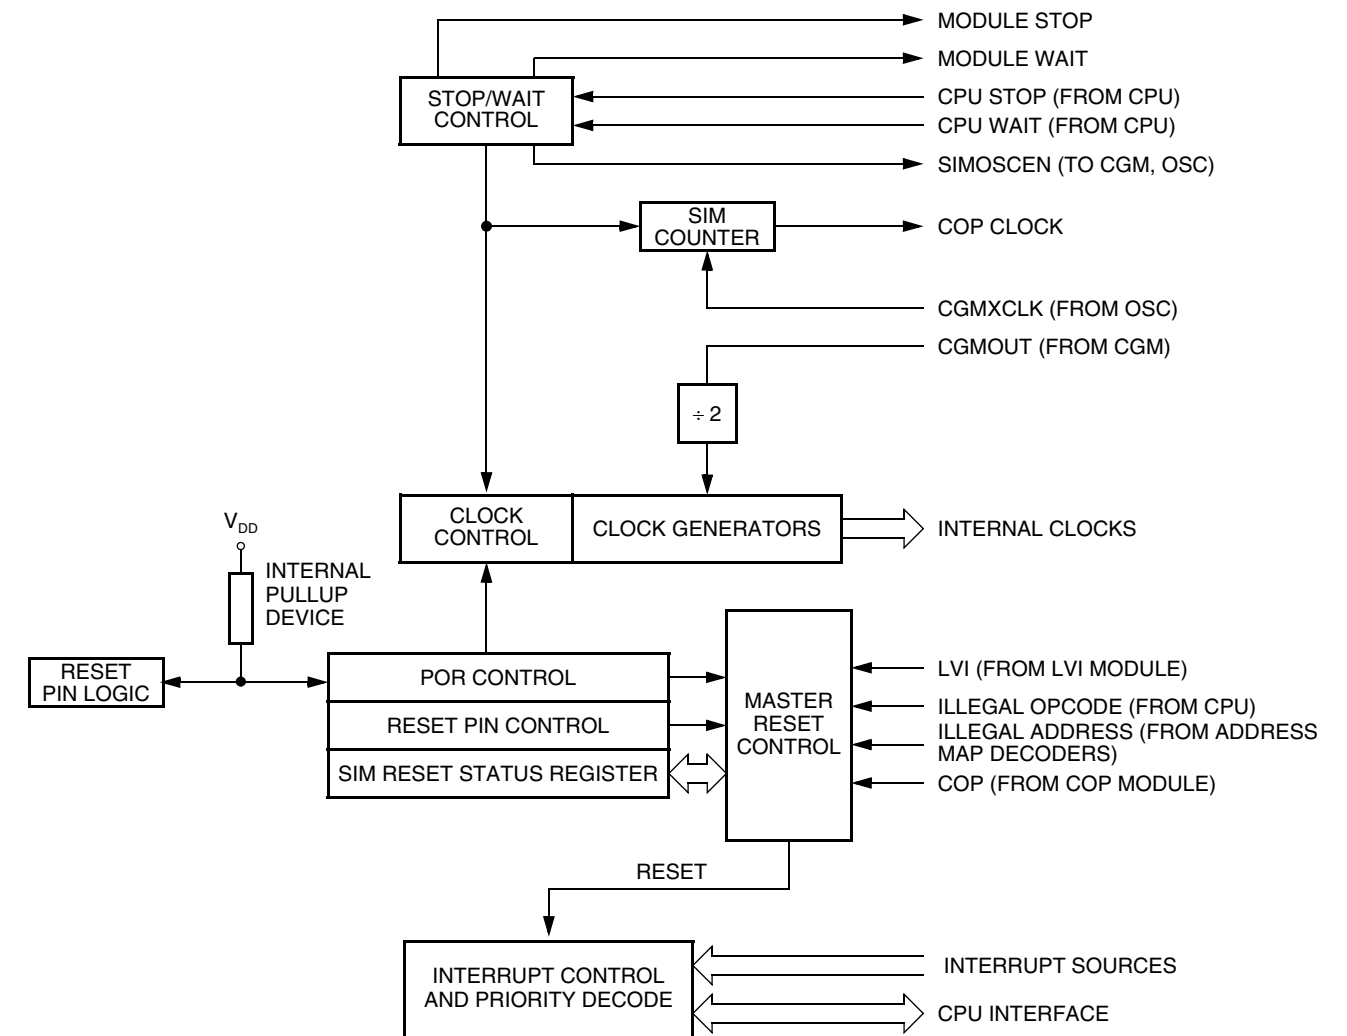 MODULE STOP
MODULE WAIT
STOP/WAIT
CONTROL
CPU STOP (FROM CPU)
CPU WAIT (FROM CPU)
SIMOSCEN (TO CGM, OSC)
SIM
COUNTER
COP CLOCK
CGMXCLK (FROM OSC)
CGMOUT (FROM CGM)
÷ 2
CLOCK
CONTROL
CLOCK GENERATORS
INTERNAL CLOCKS
VDD
INTERNAL
PULLUP
DEVICE
RESET
PIN LOGIC
POR CONTROL
RESET PIN CONTROL
SIM RESET STATUS REGISTER
MASTER
RESET
CONTROL
LVI (FROM LVI MODULE)
ILLEGAL OPCODE (FROM CPU)
ILLEGAL ADDRESS (FROM ADDRESS
MAP DECODERS)
COP (FROM COP MODULE)
RESET
INTERRUPT CONTROL
AND PRIORITY DECODE
INTERRUPT SOURCES
CPU INTERFACE